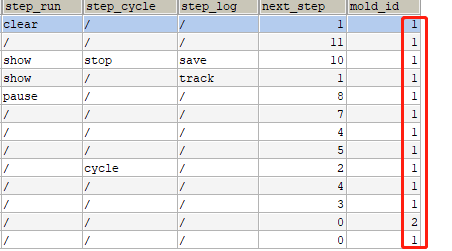 step_run step_cycle step_log next_step mold_id
clear / / 1 1
/ / / 11 1
show stop save 10 1
show / track 1 1
pause / / 8 1
/ / / 7 1
/ / / 4 1
/ / / 5 1
/ cycle / 2 1
/ / / 4 1
/ / / 3 1
/ / / 0 2
/ / / 0 1